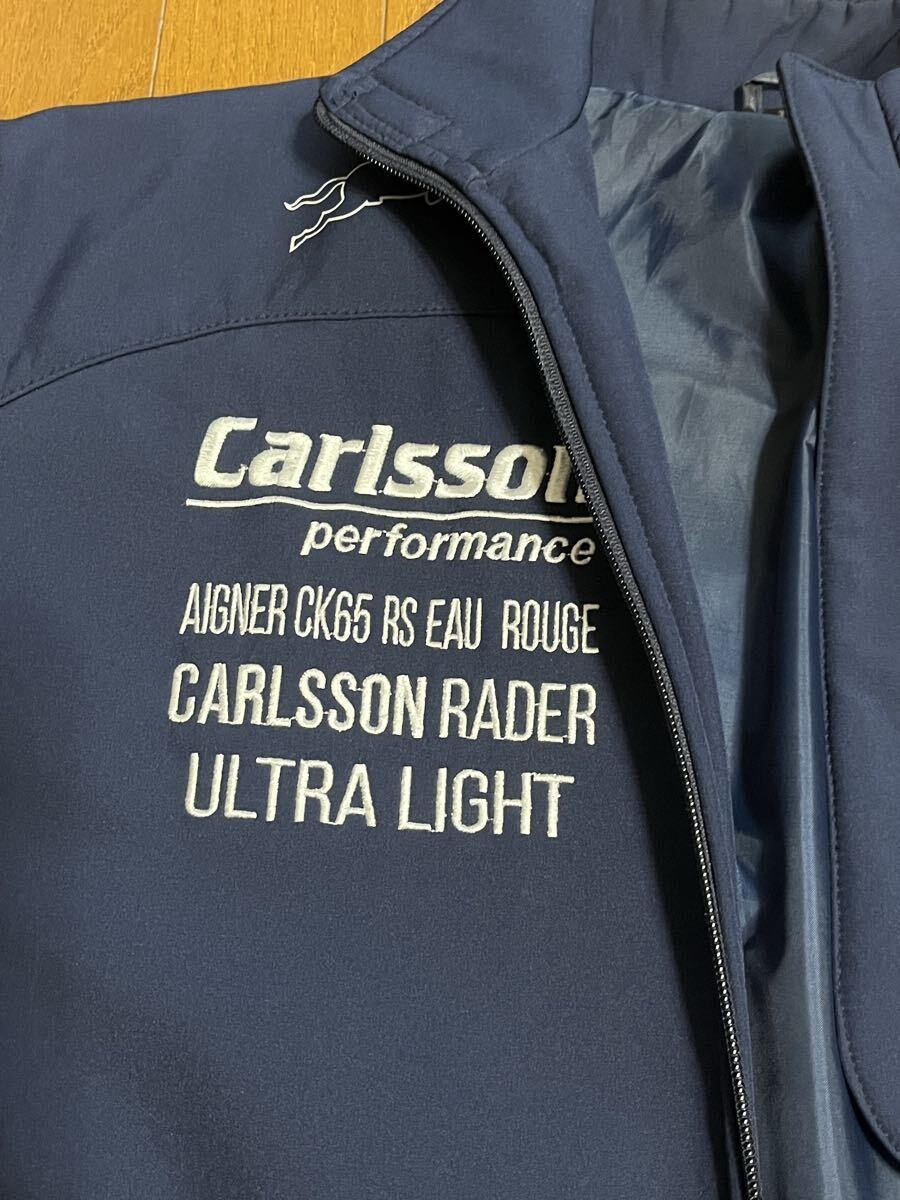 Carlsson
performance
AIGNER CK65 RS EAU ROUGE
CARLSSON RADER
ULTRA LIGHT